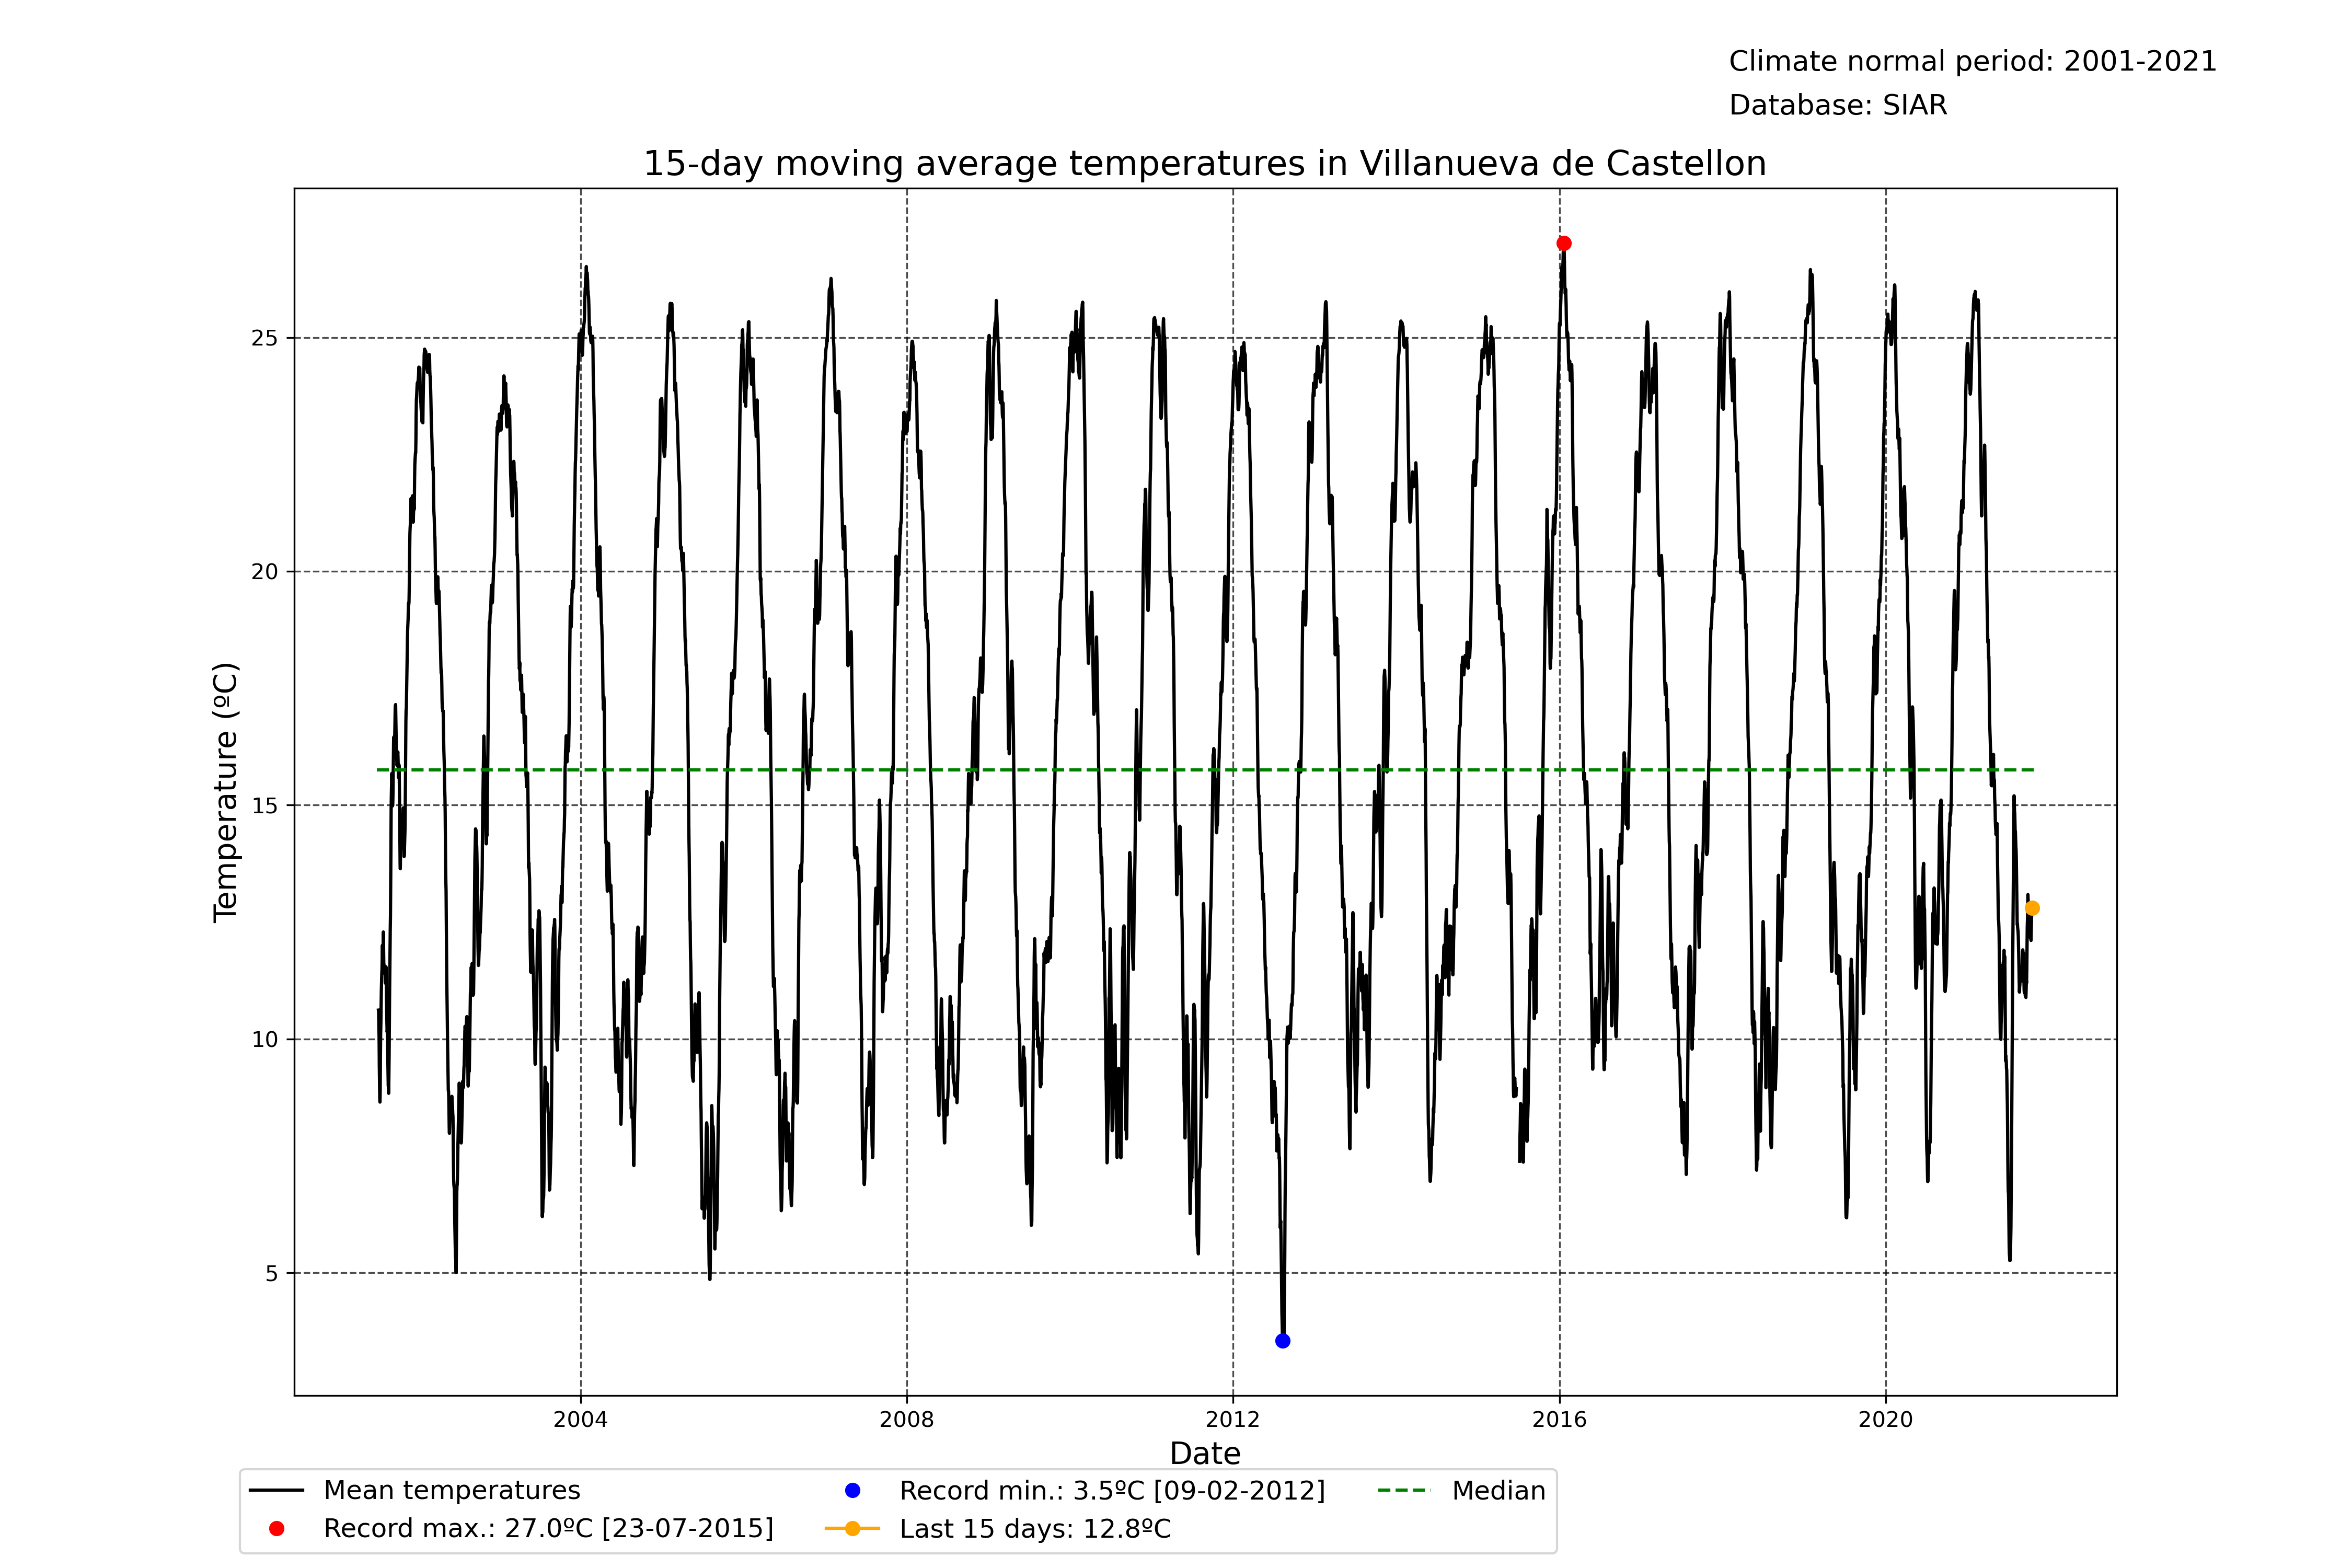 Climate normal period: 2001-2021
Database: SIAR
15-day moving average temperatures in Villanueva de Castellon
Temperature (ºC)
25
20
15
10
5
2004 2008 2012 2016 2020
Date
Mean temperatures
Record max.: 27.0ºC [23-07-2015]
Record min.: 3.5ºC [09-02-2012]
Last 15 days: 12.8ºC
Median